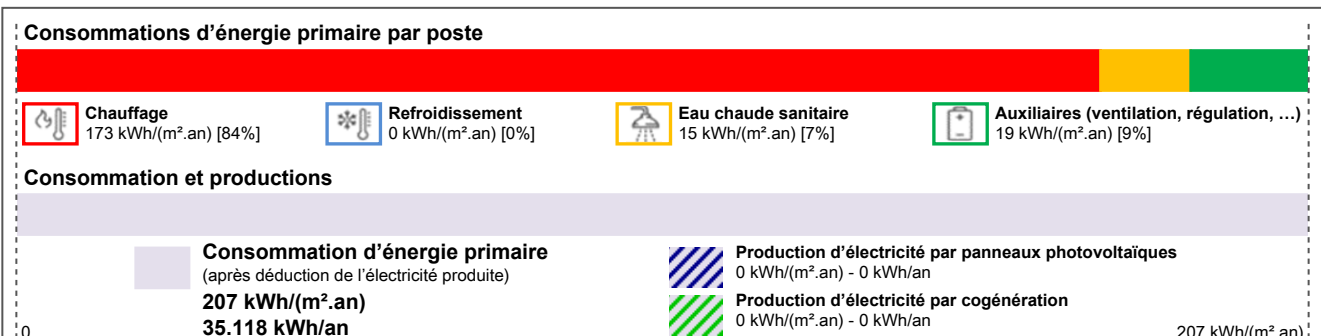 Consommations d’énergie primaire par poste
Chauffage
173 kWh/(m².an) [84%]
Refroidissement
0 kWh/(m².an) [0%]
Eau chaude sanitaire
15 kWh/(m².an) [7%]
Auxiliaires (ventilation, régulation, …)
19 kWh/(m².an) [9%]
Consommation et productions
Consommation d’énergie primaire
(après déduction de l’électricité produite)
207 kWh/(m².an)
35.118 kWh/an
Production d’électricité par panneaux photovoltaïques
0 kWh/(m².an) - 0 kWh/an
Production d’électricité par cogénération
0 kWh/(m².an) - 0 kWh/an
0
207 kWh/(m².an)